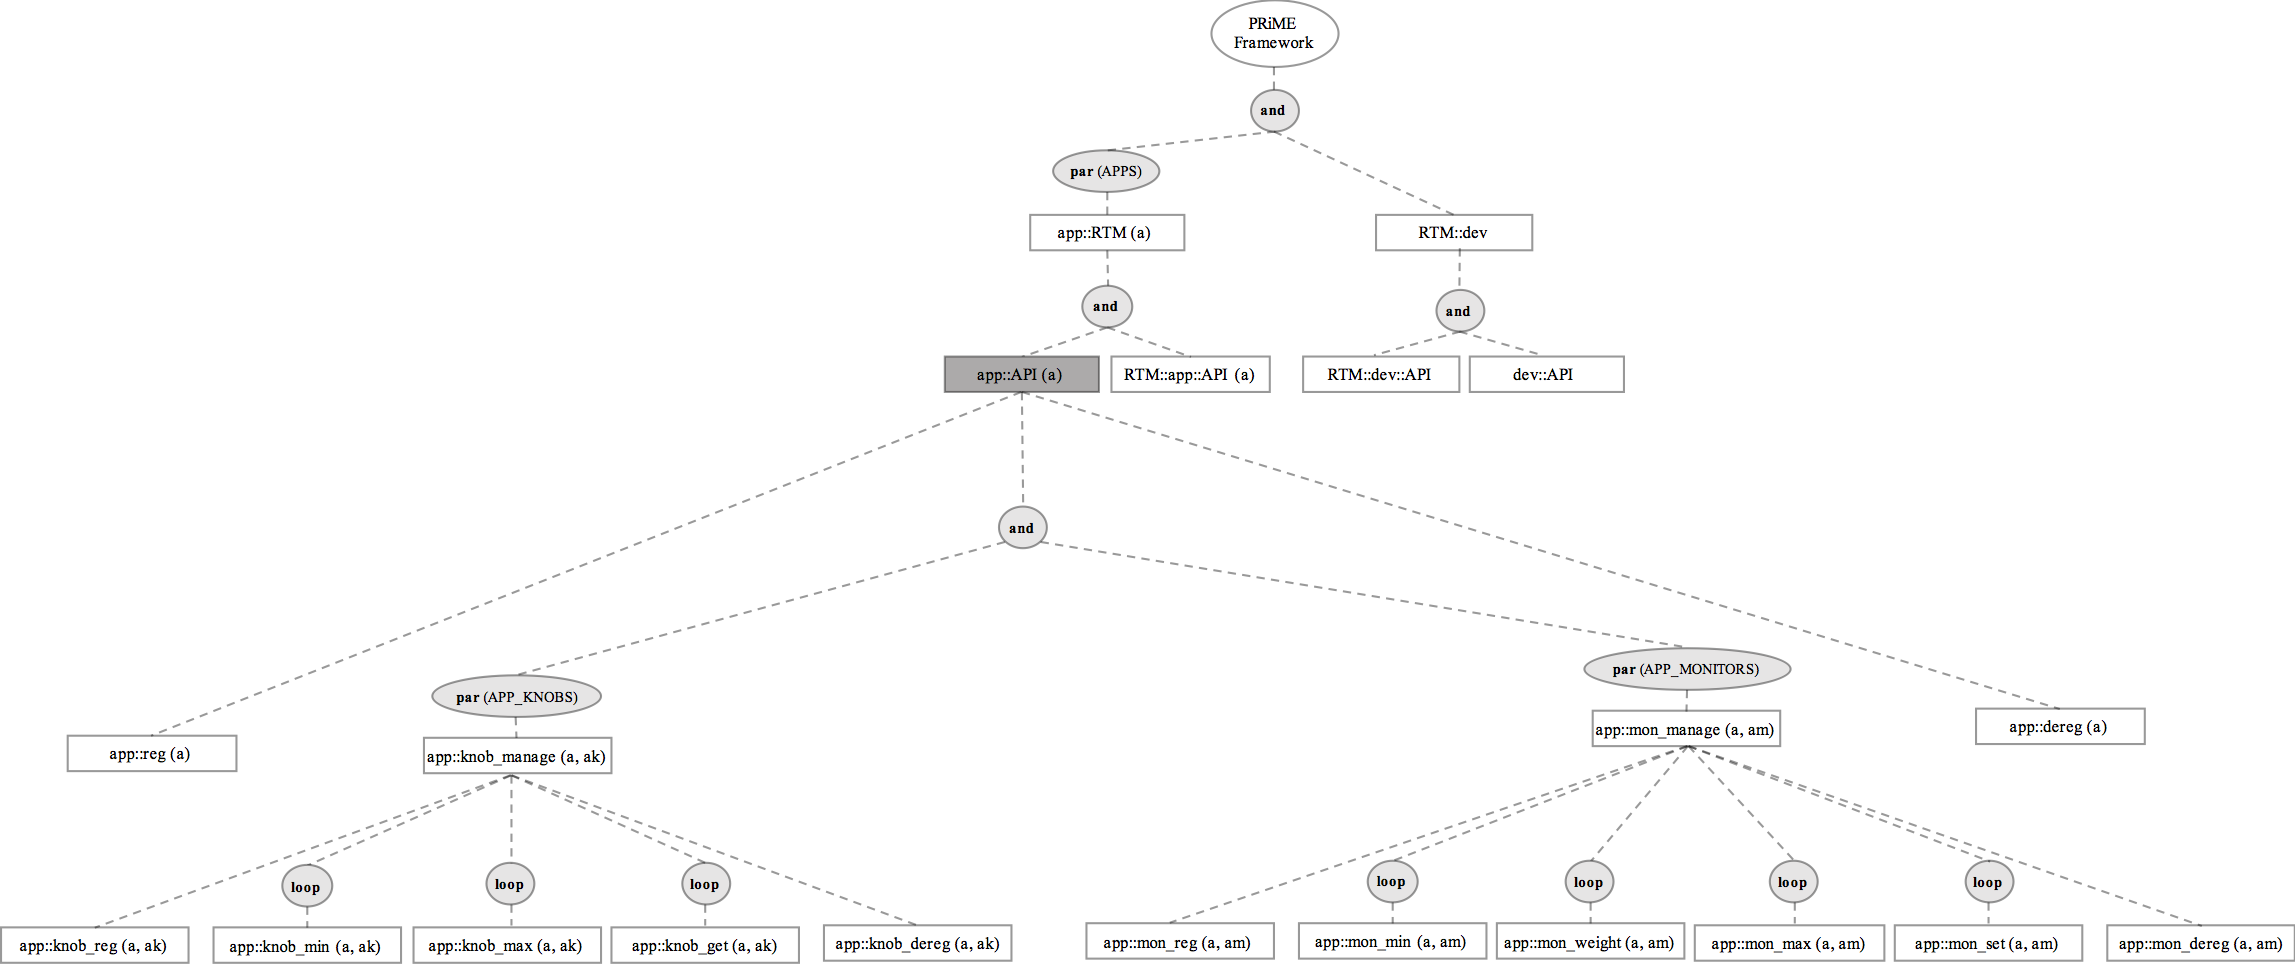 PRiME
Framework
and
par (APPS)
app::RTM (a)
RTM::dev
and
and
app::API (a)
RTM::app::API (a)
RTM::dev::API
dev::API
and
par (APP_KNOBS)
par (APP_MONITORS)
app::reg (a)
app::knob_manage (a, ak)
app::mon_manage (a, am)
app::dereg (a)
loop
loop
loop
loop
loop
loop
loop
app::knob_reg (a, ak)
app::knob_min (a, ak)
app::knob_max (a, ak)
app::knob_get (a, ak)
app::knob_dereg (a, ak)
app::mon_reg (a, am)
app::mon_min (a, am)
app::mon_weight (a, am)
app::mon_max (a, am)
app::mon_set (a, am)
app::mon_dereg (a, am)